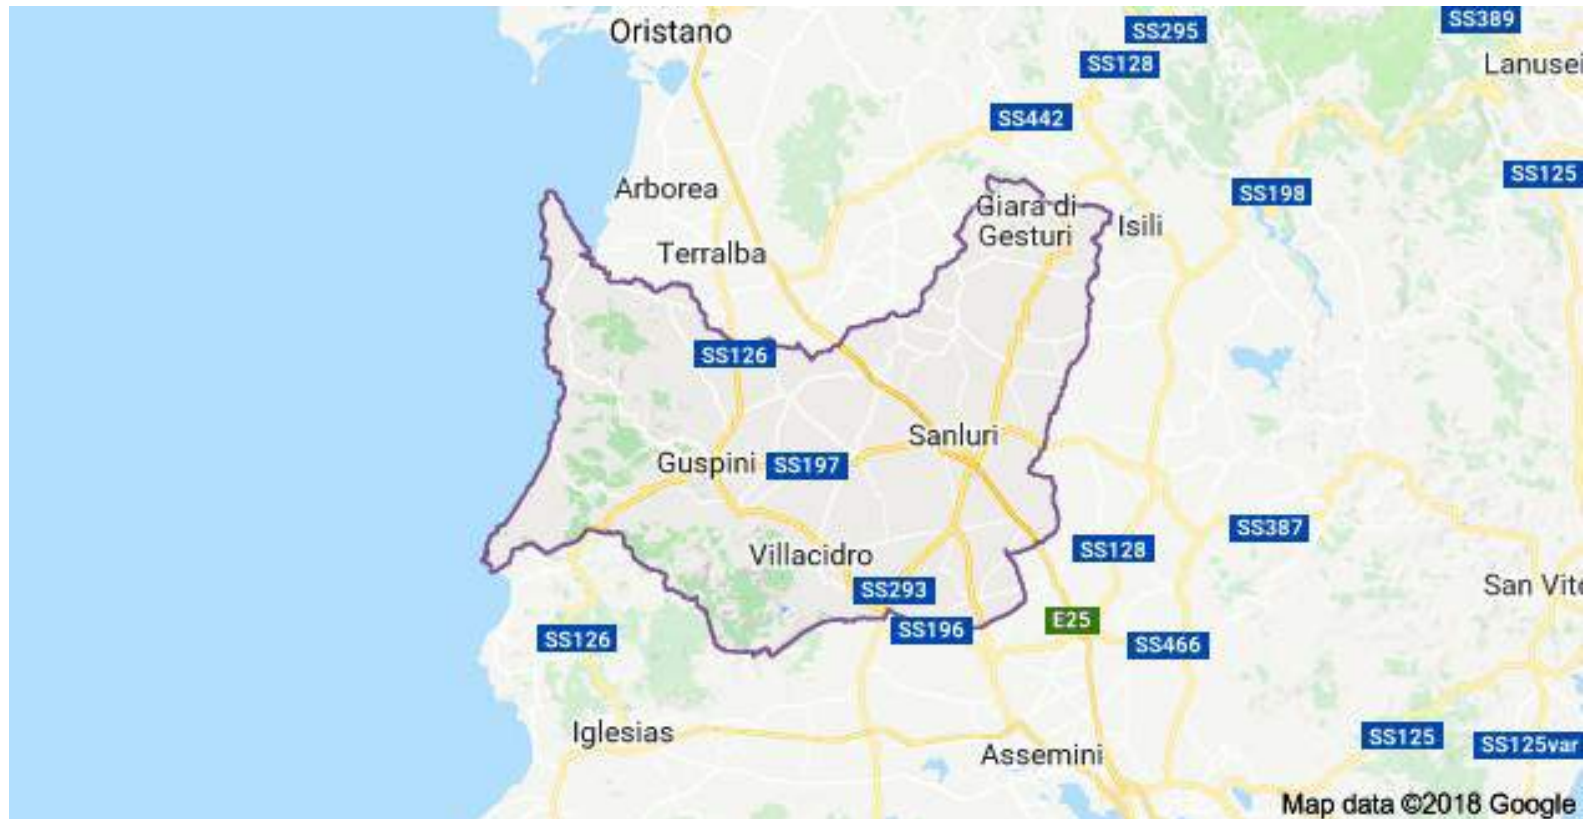 SS389
Oristano
SS295
SS128
Lanusei
SS442
SS125
Arborea
SS198
Giara di
Gesturi
Isili
Terralba
SS126
Sanluri
Guspini
SS197
SS387
SS128
Villacidro
SS293
San Vite
E25
SS196
SS126
SS466
Iglesias
SS125
SS125var
Assemini
Map data ©2018 Google